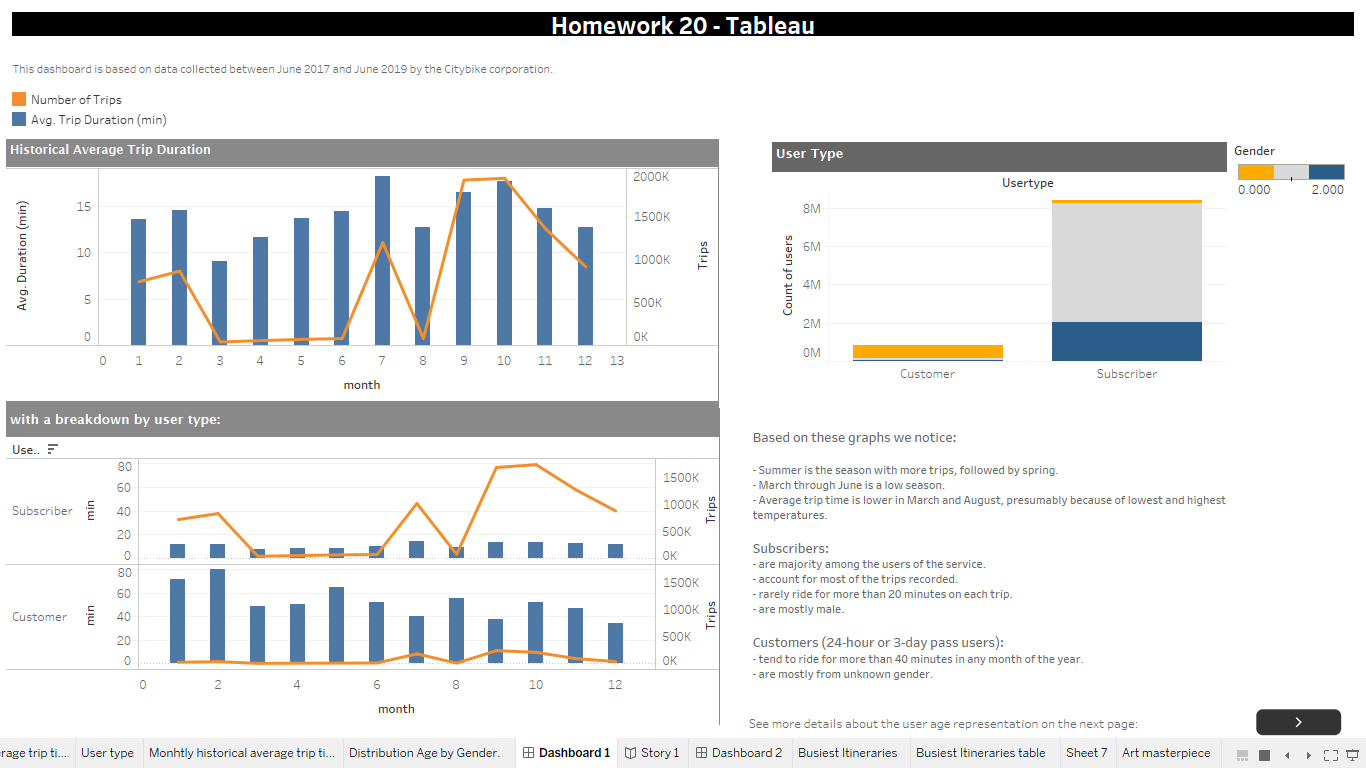 Homework 20 - Tableau
This dashboard is based on data collected between June 2017 and June 2019 by the Citybike corporation.
Number of Trips
Avg. Trip Duration (min)
Historical Average Trip Duration
Avg. Duration (min)
15
10
5
0
2000K
1500K
1000K
500K
0K
Trips
0 1 2 3 4 5 6 7 8 9 10 11 12 13
month
with a breakdown by user type:
Use..
Subscriber
min
80
60
40
20
0
1500K
1000K
500K
0K
Trips
Customer
min
80
60
40
20
0
1500K
1000K
500K
0K
Trips
0 2 4 6 8 10 12
month
User Type
Usertype
Count of users
8M
6M
4M
2M
0M
Customer Subscriber
Gender
0.000 2.000
Based on these graphs we notice:
- Summer is the season with more trips, followed by spring.
- March through June is a low season.
- Average trip time is lower in March and August, presumably because of lowest and highest
temperatures.
Subscribers:
- are majority among the users of the service.
- account for most of the trips recorded.
- rarely ride for more than 20 minutes on each trip.
- are mostly male.
Customers (24-hour or 3-day pass users):
- tend to ride for more than 40 minutes in any month of the year.
- are mostly from unknown gender.
See more details about the user age representation on the next page:
erage trip ti... User type Monhtly historical average trip ti... Distribution Age by Gender. Dashboard 1 Story 1 Dashboard 2 Busiest Itineraries Busiest Itineraries table Sheet 7 Art masterpiece